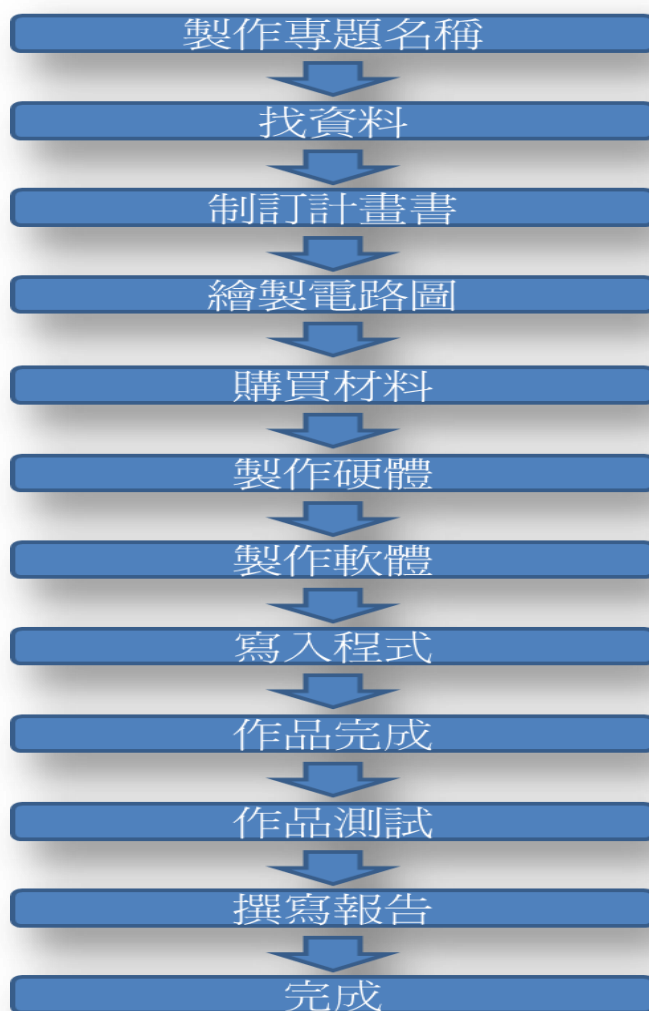 製作專題名稱
找資料
制訂計畫書
繪製電路圖
購買材料
製作硬體
製作軟體
寫入程式
作品完成
作品測試
撰寫報告
完成